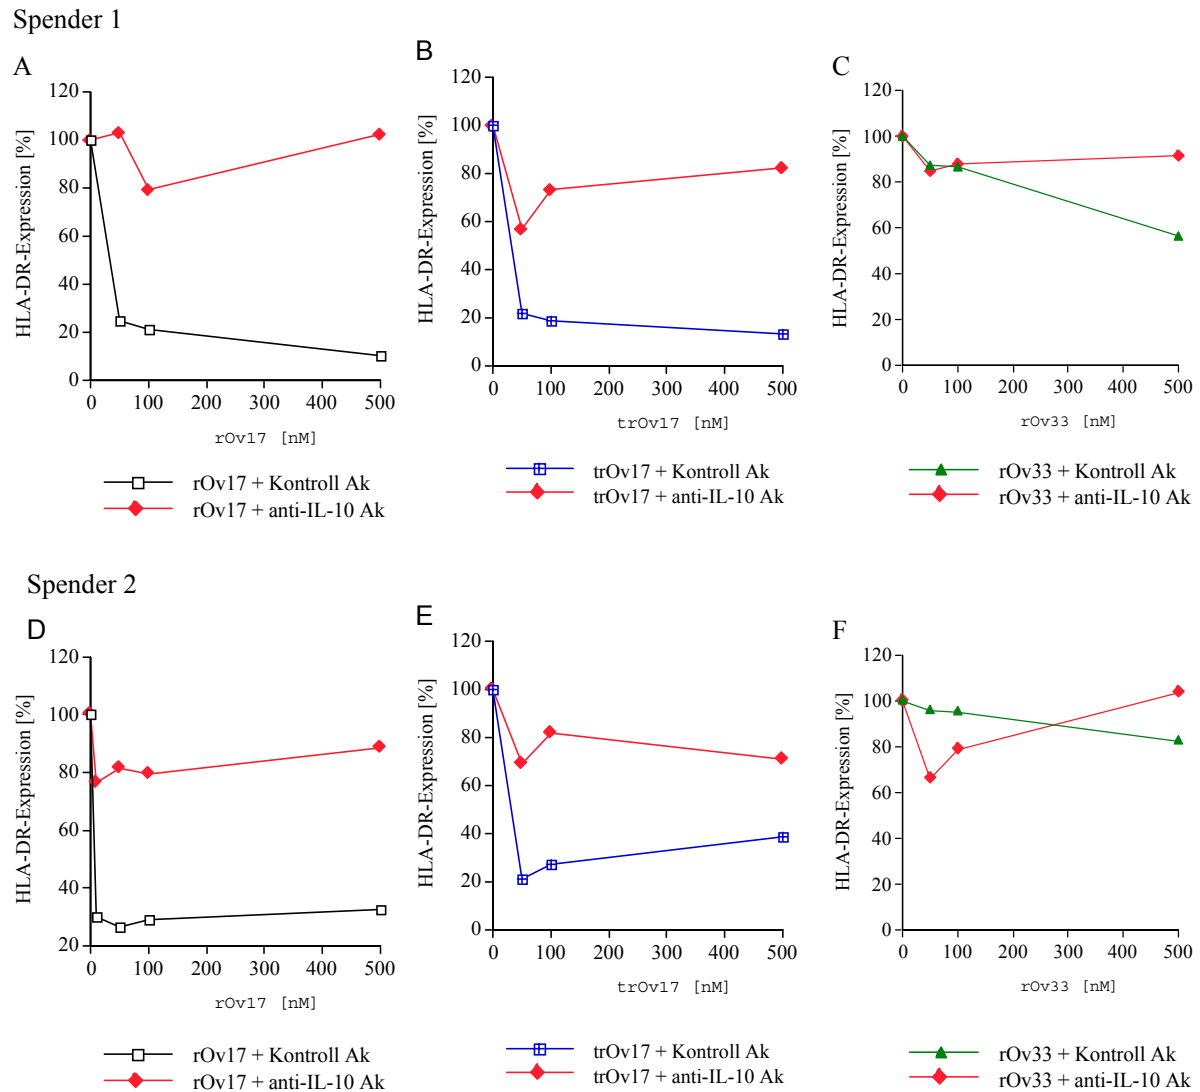 Spender 1
A
HLA-DR-Expression [%]
120
100
80
60
40
20
0
0 100 200 300 400 500
rOv17 [nM]
rOv17 + Kontroll Ak
rOv17 + anti-IL-10 Ak
B
HLA-DR-Expression [%]
120
100
80
60
40
20
0
0 100 200 300 400 500
trOv17 [nM]
trOv17 + Kontroll Ak
trOv17 + anti-IL-10 Ak
C
HLA-DR-Expression [%]
120
100
80
60
40
20
0
0 100 200 300 400 500
rOv33 [nM]
rOv33 + Kontroll Ak
rOv33 + anti-IL-10 Ak
Spender 2
D
HLA-DR-Expression [%]
120
100
80
60
40
20
0 100 200 300 400 500
rOv17 [nM]
rOv17 + Kontroll Ak
rOv17 + anti-IL-10 Ak
E
HLA-DR-Expression [%]
120
100
80
60
40
20
0
0 100 200 300 400 500
trOv17 [nM]
trOv17 + Kontroll Ak
trOv17 + anti-IL-10 Ak
F
HLA-DR-Expression [%]
120
100
80
60
40
20
0
0 100 200 300 400 500
rOv33 [nM]
rOv33 + Kontroll Ak
rOv33 + anti-IL-10 Ak